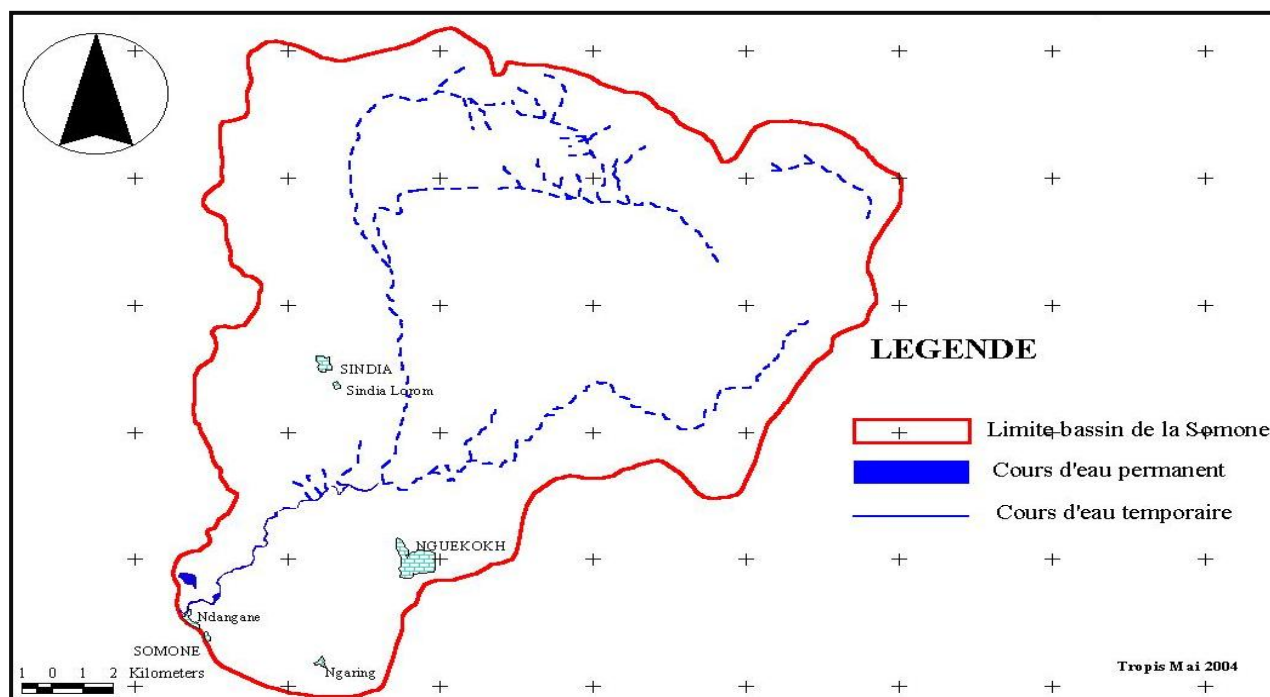 SINDIA
Sindia Lorom
LEGENDE
Limite bassin de la Somone
Cours d'eau permanent
Cours d'eau temporaire
NGUEKOKH
Ndangane
SOMONE
Ngaring
Kilometers
1 0 1 2
Tropis Mai 2004